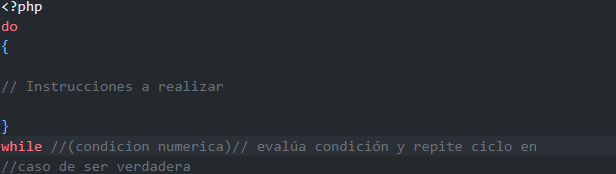 <?php
do
{
// Instrucciones a realizar
}
while //(condicion numerica)// evalúa condición y repite ciclo en
//caso de ser verdadera